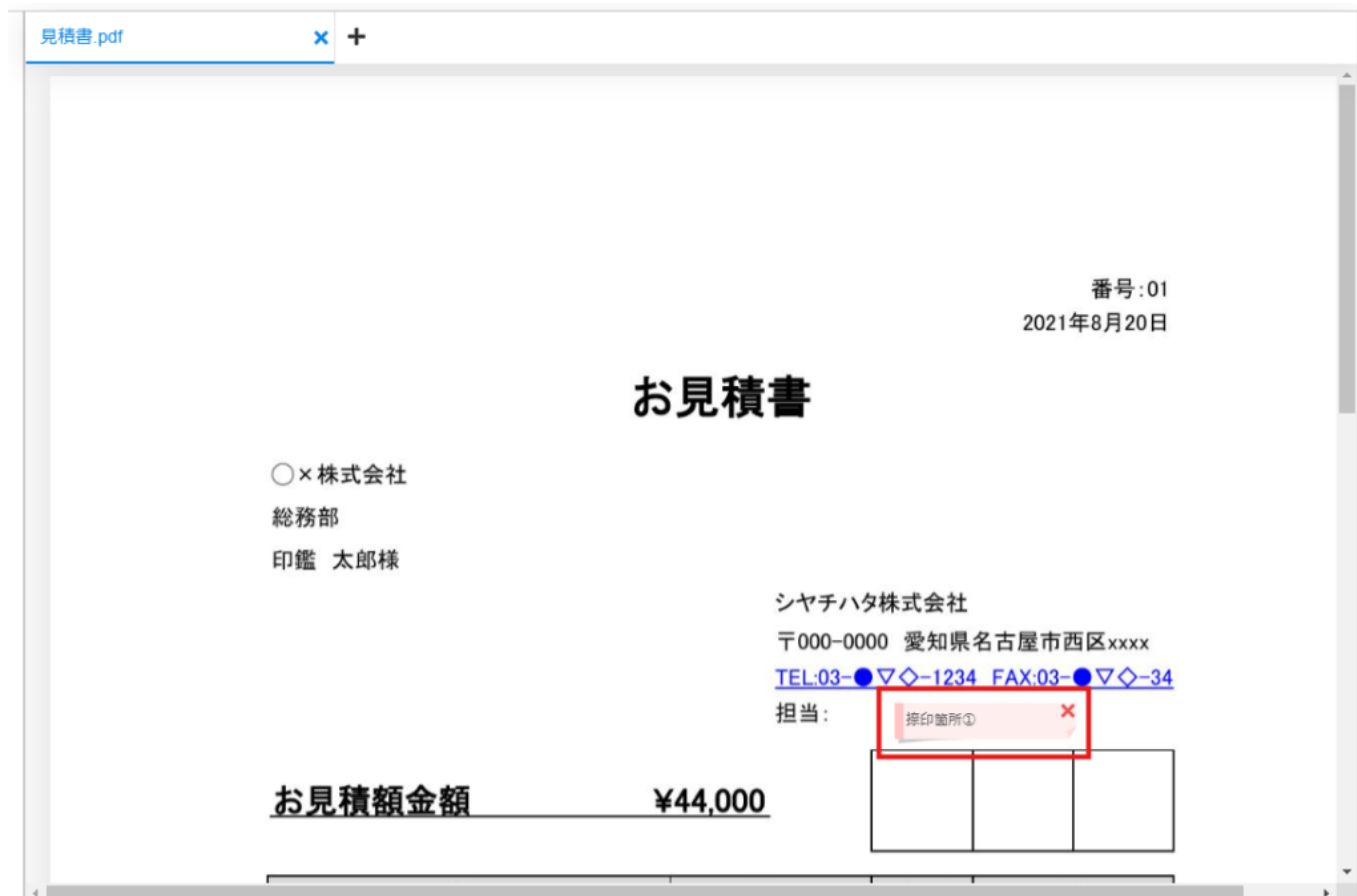 見積書.pdf
番号:01
2021年8月20日
お見積書
○×株式会社
総務部
印鑑 太郎様
シヤチハタ株式会社
〒000-0000 愛知県名古屋市西区xxxx
TEL:03-●▽◇-1234 FAX:03-●▽◇-34
担当:
捺印箇所①
お見積額金額 ¥44,000